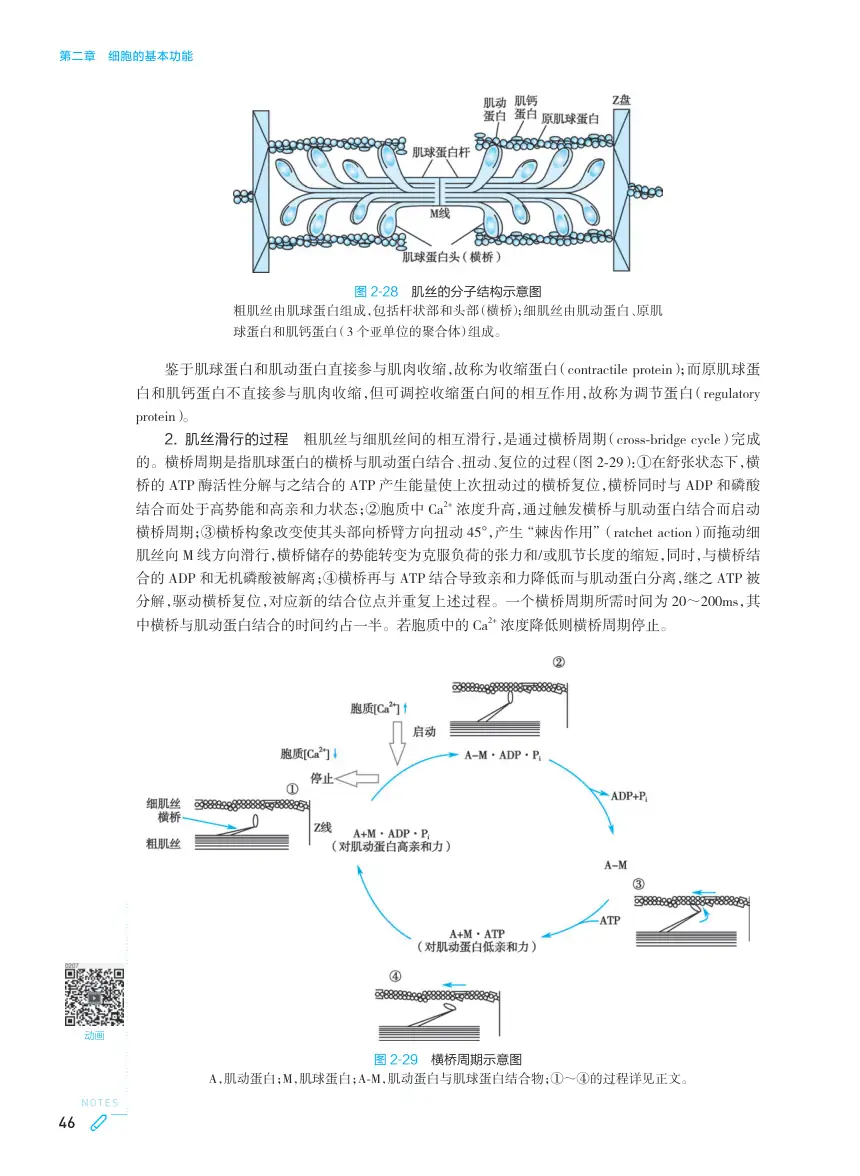 第二章 细胞的基本功能
肌动
蛋白
肌钙
蛋白
原肌球蛋白
Z盘
肌球蛋白杆
M线
肌球蛋白头(横桥)
图 2-28 肌丝的分子结构示意图
粗肌丝由肌球蛋白组成,包括杆状部和头部(横桥);细肌丝由肌动蛋白、原肌
球蛋白和肌钙蛋白(3 个亚单位的聚合体)组成。
鉴于肌球蛋白和肌动蛋白直接参与肌肉收缩,故称为收缩蛋白(contractile protein);而原肌球蛋
白和肌钙蛋白不直接参与肌肉收缩,但可调控收缩蛋白间的相互作用,故称为调节蛋白(regulatory
protein)。
2. 肌丝滑行的过程 粗肌丝与细肌丝间的相互滑行,是通过横桥周期(cross-bridge cycle)完成
的。横桥周期是指肌球蛋白的横桥与肌动蛋白结合、扭动、复位的过程(图 2-29):①在舒张状态下,横
桥的 ATP 酶活性分解与之结合的 ATP 产生能量使上次扭动过的横桥复位,横桥同时与 ADP 和磷酸
结合而处于高势能和高亲和力状态;②胞质中 Ca²⁺ 浓度升高,通过触发横桥与肌动蛋白结合而启动
横桥周期;③横桥构象改变使其头部向桥臂方向扭动 45°,产生“棘齿作用”(ratchet action)而拖动细
肌丝向 M 线方向滑行,横桥储存的势能转变为克服负荷的张力和/或肌节长度的缩短,同时,与横桥结
合的 ADP 和无机磷酸被解离;④横桥再与 ATP 结合导致亲和力降低而与肌动蛋白分离,继之 ATP 被
分解,驱动横桥复位,对应新的结合位点并重复上述过程。一个横桥周期所需时间为 20～200ms,其
中横桥与肌动蛋白结合的时间约占一半。若胞质中的 Ca²⁺ 浓度降低则横桥周期停止。
②
胞质[Ca²⁺]↑
启动
A-M·ADP·Pᵢ
胞质[Ca²⁺]↓
停止
①
细肌丝
横桥
粗肌丝
Z线
A+M·ADP·Pᵢ
(对肌动蛋白高亲和力)
ADP+Pᵢ
A-M
③
ATP
A+M·ATP
(对肌动蛋白低亲和力)
④
0207
动画
图 2-29 横桥周期示意图
A,肌动蛋白;M,肌球蛋白;A-M,肌动蛋白与肌球蛋白结合物;①～④的过程详见正文。
NOTES
46